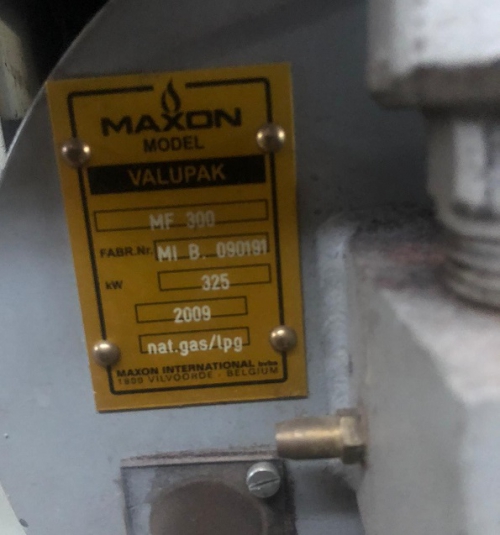 MAXON
MODEL
VALUPAK
MF 300
FABR.Nr. MI B. 090191
kW 325
2009
nat.gas/lpg
MAXON INTERNATIONAL bvba
1800 VILVOORDE - BELGIUM